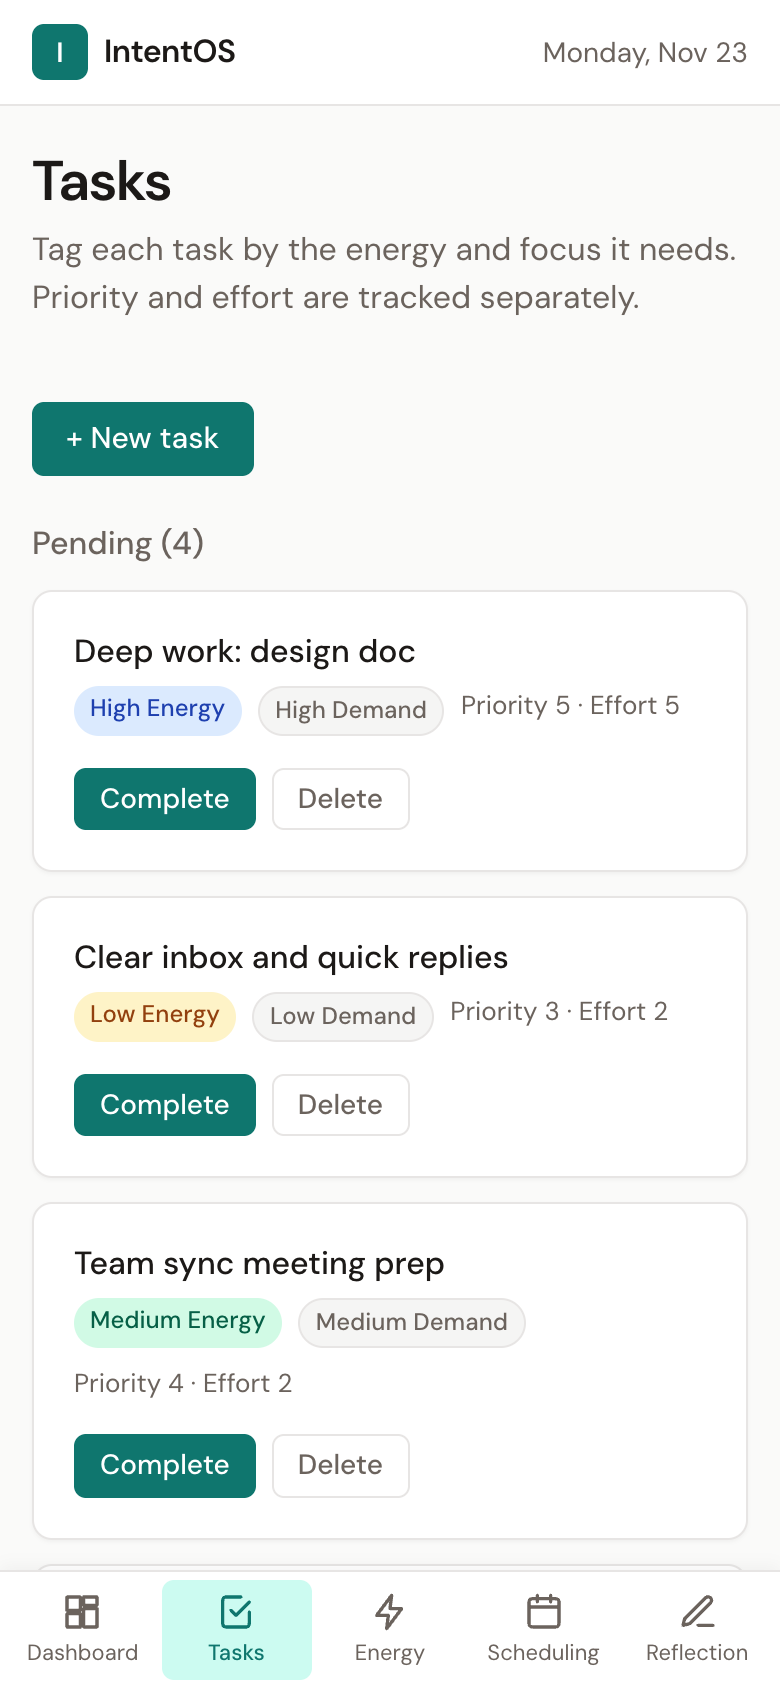 I IntentOS Monday, Nov 23
Tasks
Tag each task by the energy and focus it needs.
Priority and effort are tracked separately.
+ New task
Pending (4)
Deep work: design doc
High Energy High Demand Priority 5 · Effort 5
Complete Delete
Clear inbox and quick replies
Low Energy Low Demand Priority 3 · Effort 2
Complete Delete
Team sync meeting prep
Medium Energy Medium Demand
Priority 4 · Effort 2
Complete Delete
Dashboard Tasks Energy Scheduling Reflection